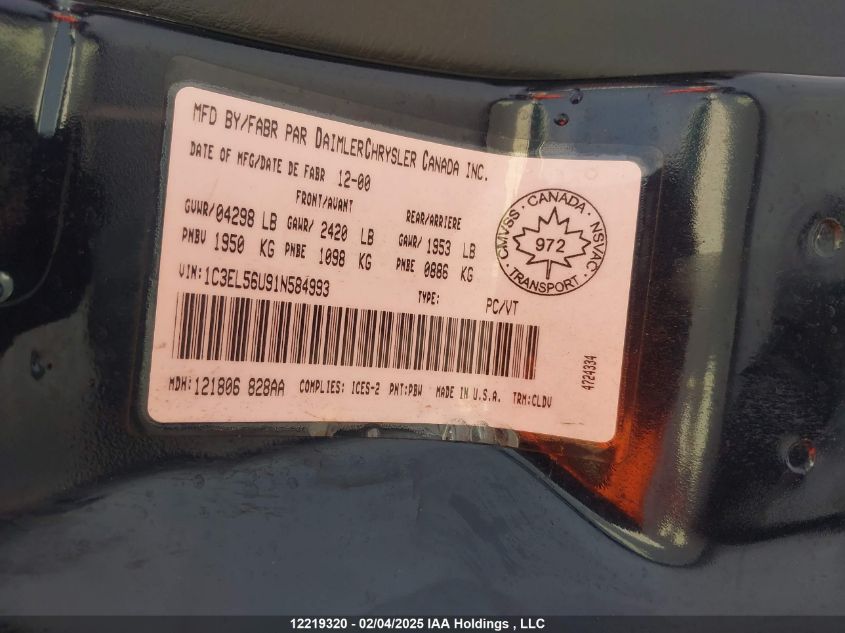 MFD BY/FABR PAR DAIMLERCHRYSLER CANADA INC.
DATE OF MFG/DATE DE FABR 12-00
FRONT/AVANT REAR/ARRIERE
GVWR/04298 LB GAWR/ 2420 LB GAWR/ 1953 LB
PNBV 1950 KG PNBE 1098 KG PNBE 0886 KG
VIN:1C3EL56U91N584993 TYPE: PC/VT
CMVSS · CANADA · NSVAC · TRANSPORT ·
972
MDH:121806 828AA COMPLIES: ICES-2 PNT:PBW MADE IN U.S.A. TRM:CLDV
4724334
12219320 - 02/04/2025 IAA Holdings , LLC